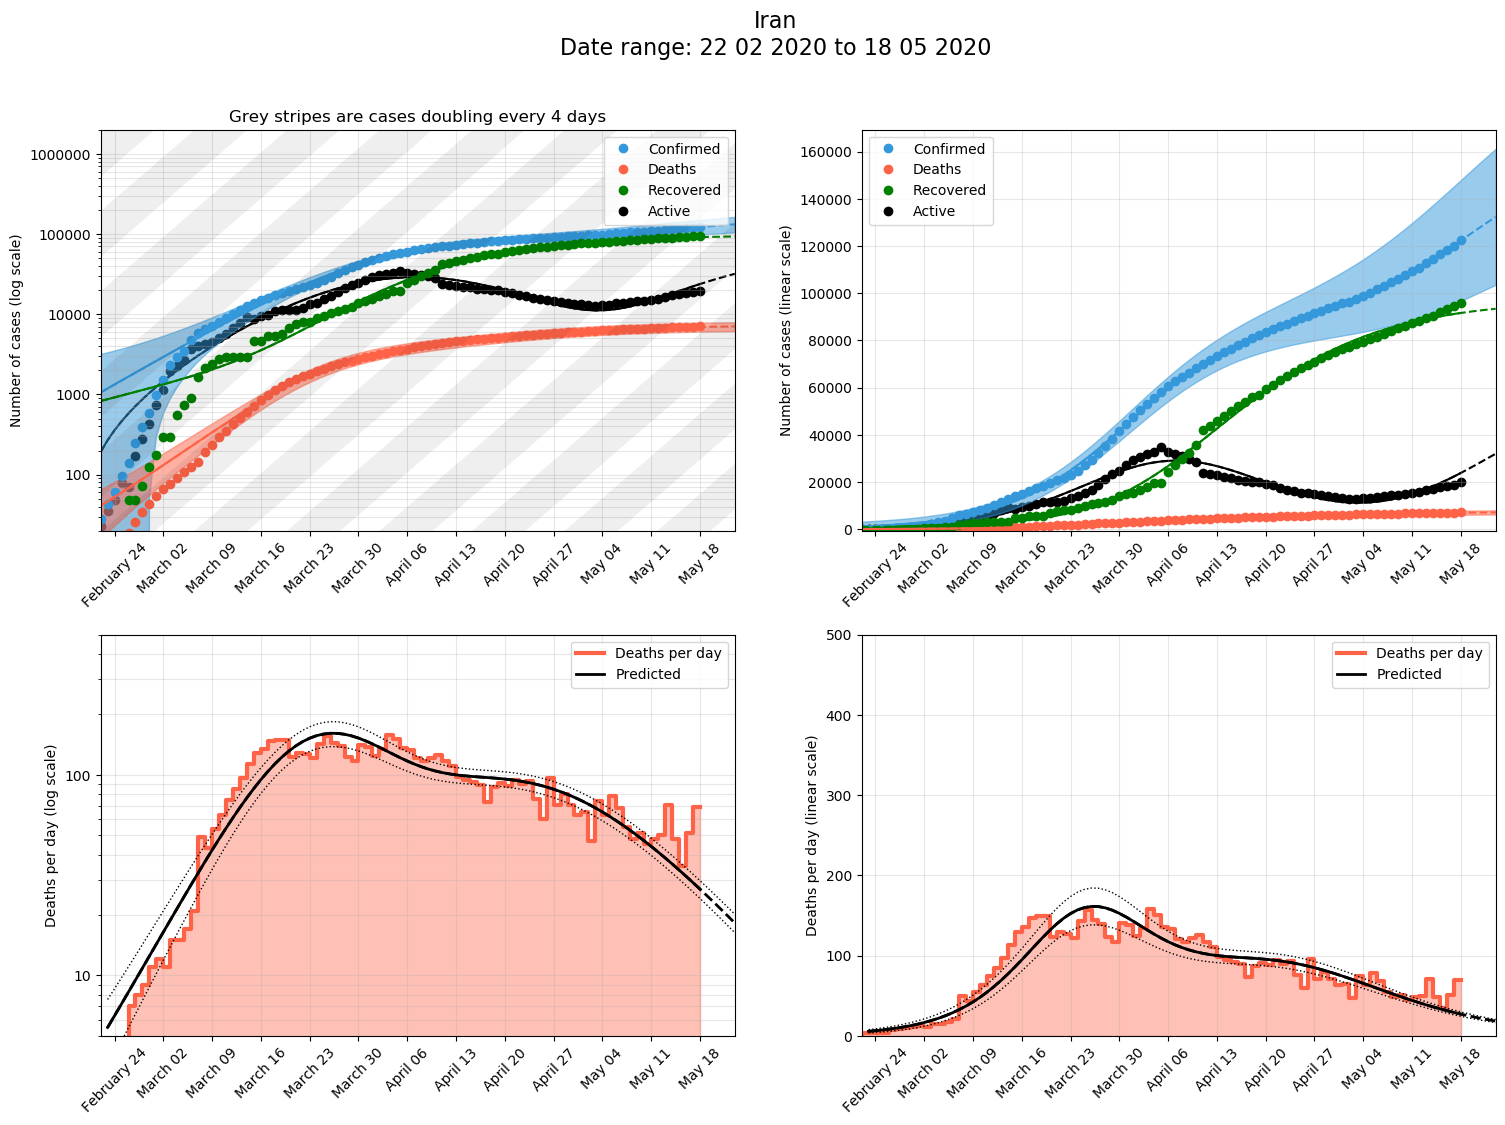 Iran
Date range: 22 02 2020 to 18 05 2020
Grey stripes are cases doubling every 4 days
Number of cases (log scale)
1000000
100000
10000
1000
100
Confirmed
Deaths
Recovered
Active
February 24
March 02
March 09
March 16
March 23
March 30
April 06
April 13
April 20
April 27
May 04
May 11
May 18
Number of cases (linear scale)
160000
140000
120000
100000
80000
60000
40000
20000
0
Confirmed
Deaths
Recovered
Active
February 24
March 02
March 09
March 16
March 23
March 30
April 06
April 13
April 20
April 27
May 04
May 11
May 18
Deaths per day (log scale)
100
10
Deaths per day
Predicted
February 24
March 02
March 09
March 16
March 23
March 30
April 06
April 13
April 20
April 27
May 04
May 11
May 18
Deaths per day (linear scale)
500
400
300
200
100
0
Deaths per day
Predicted
February 24
March 02
March 09
March 16
March 23
March 30
April 06
April 13
April 20
April 27
May 04
May 11
May 18